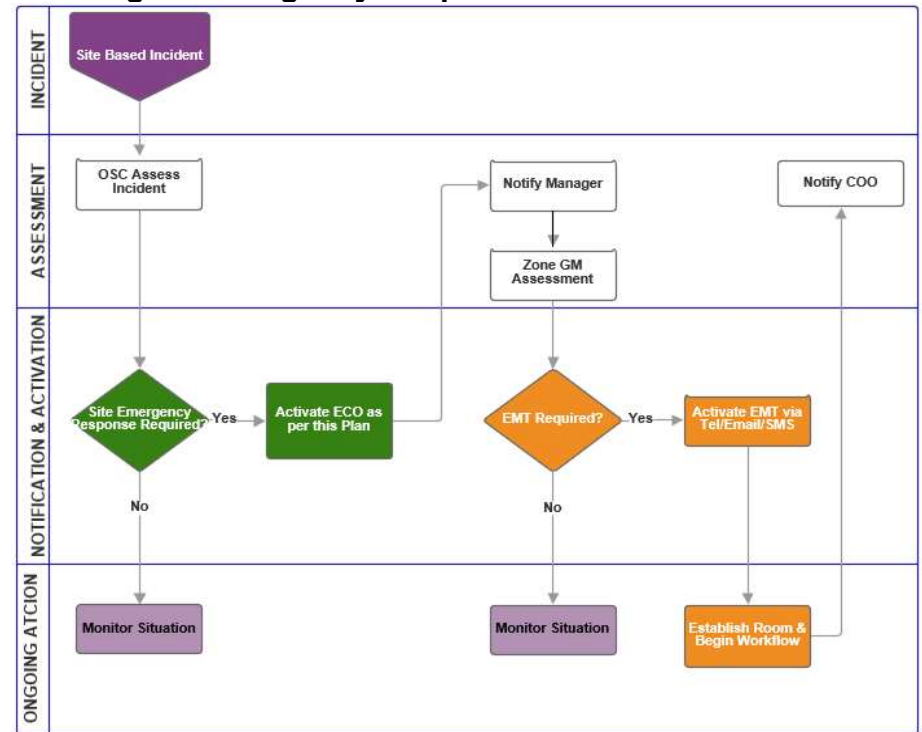 INCIDENT
Site Based Incident
ASSESSMENT
OSC Assess
Incident
Notify Manager
Zone GM
Assessment
Notify COO
NOTIFICATION & ACTIVATION
Site Emergency
Response Required?
Yes
No
Activate ECO as
per this Plan
EMT Required?
Yes
No
Activate EMT via
Tel/Email/SMS
ONGOING ATCION
Monitor Situation
Monitor Situation
Establish Room &
Begin Workflow